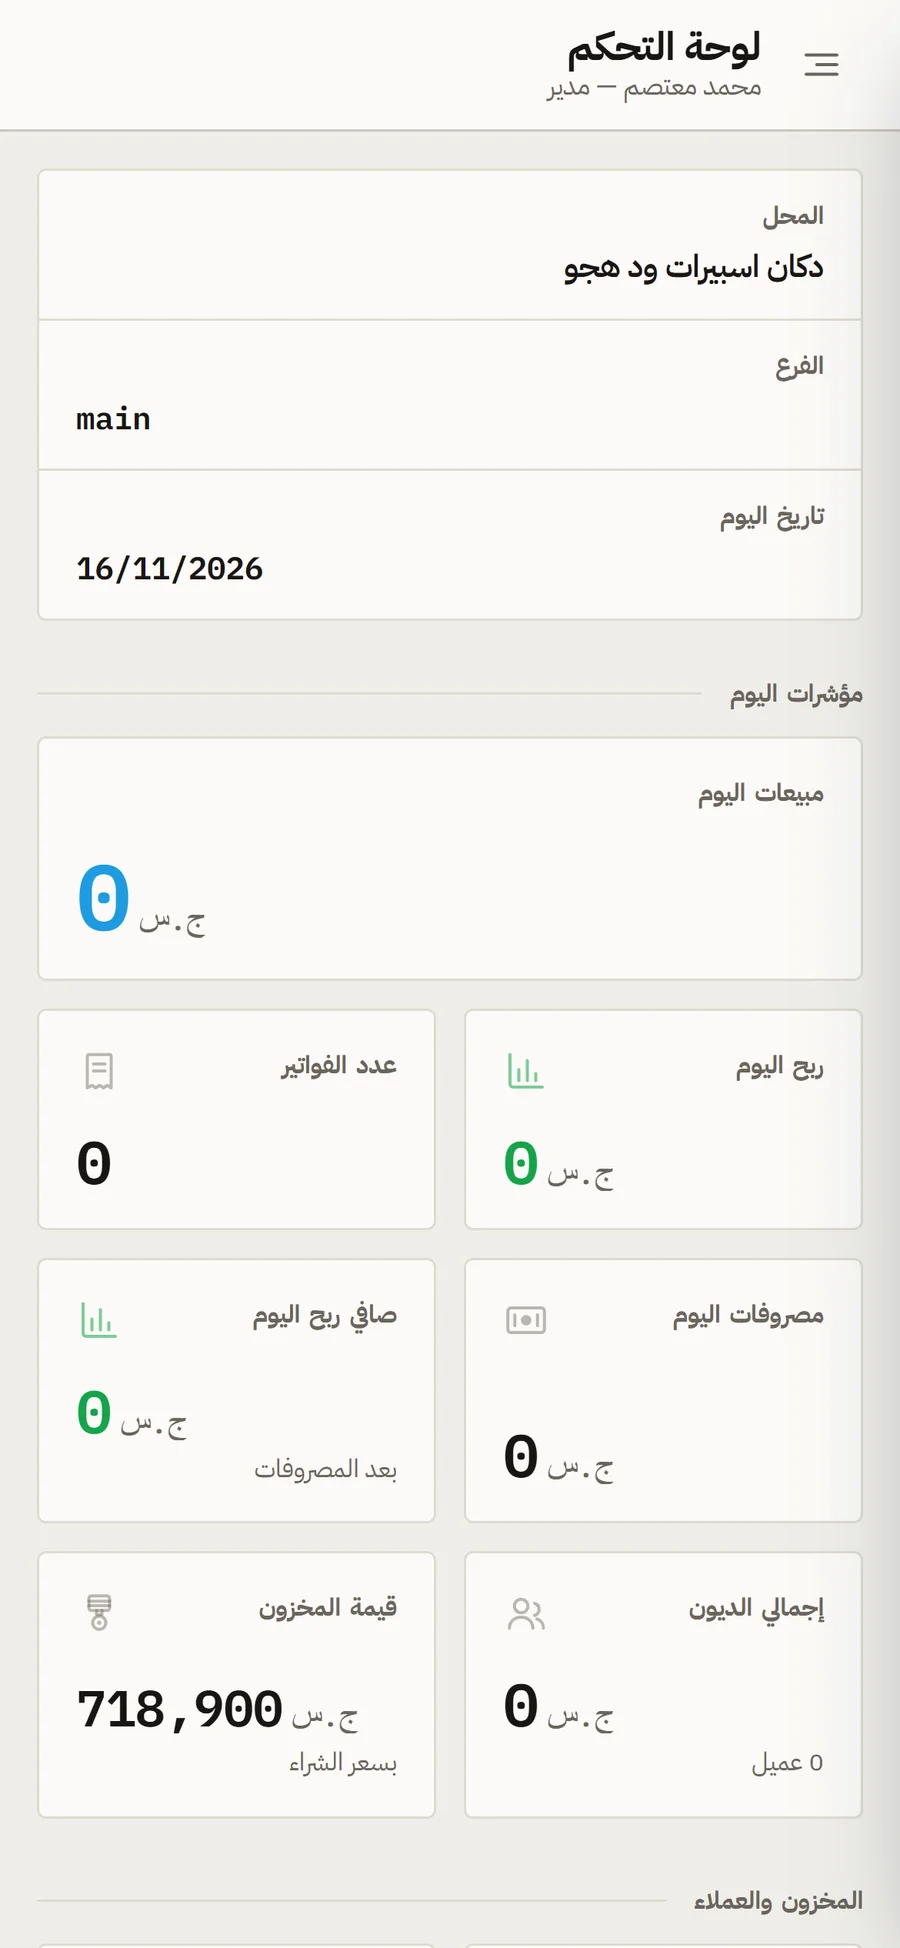 لوحة التحكم
محمد معتصم — مدير
المحل
دكان اسبيرات ود هجو
الفرع
main
تاريخ اليوم
16/11/2026
مؤشرات اليوم
مبيعات اليوم
0 ج.س
ربح اليوم
0 ج.س
عدد الفواتير
0
مصروفات اليوم
0 ج.س
صافي ربح اليوم
0 ج.س
بعد المصروفات
إجمالي الديون
0 ج.س
0 عميل
قيمة المخزون
718,900 ج.س
بسعر الشراء
المخزون والعملاء